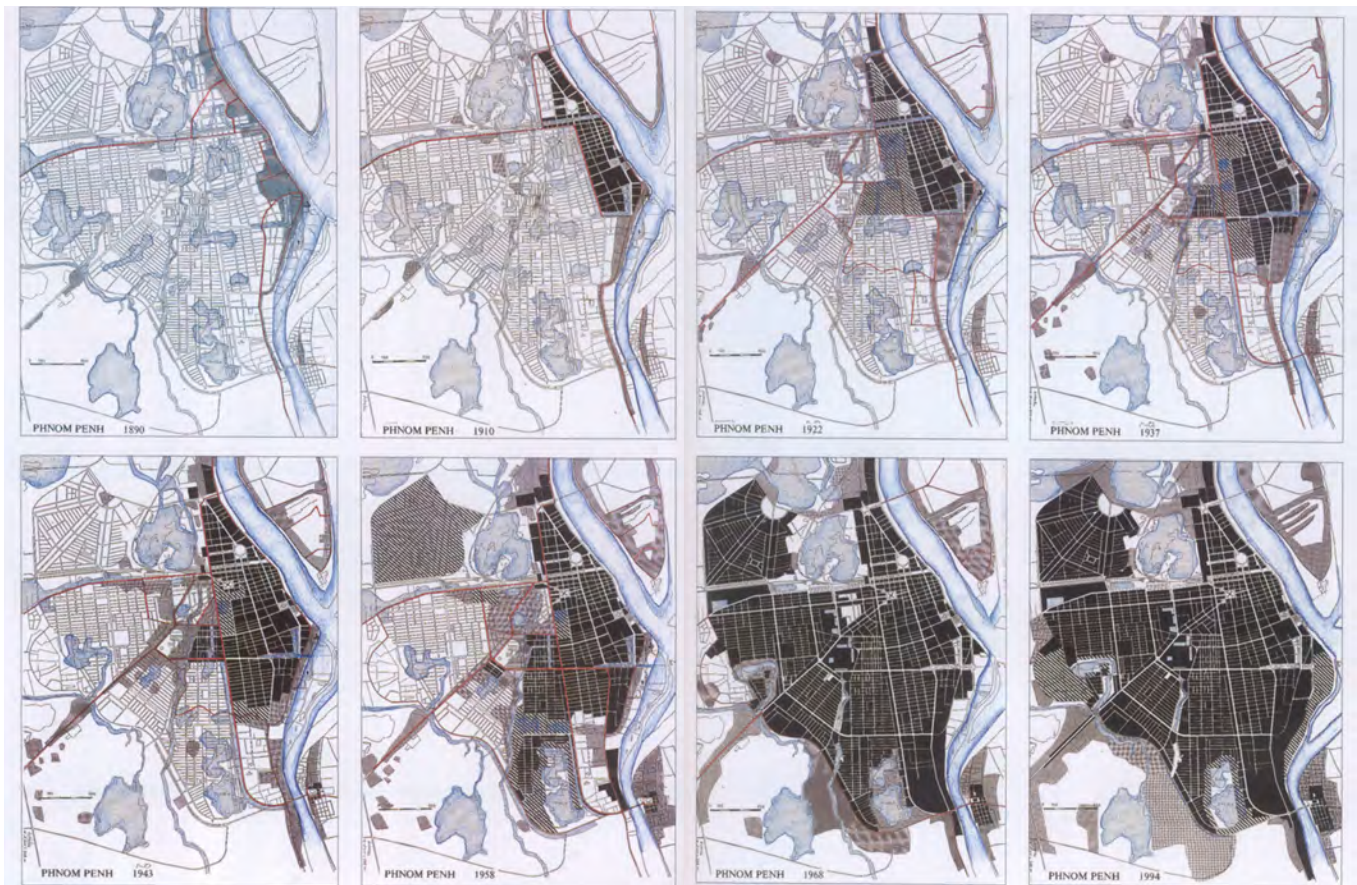 PHNOM PENH 1890
PHNOM PENH 1910
PHNOM PENH 1922
PHNOM PENH 1937
PHNOM PENH 1943
PHNOM PENH 1958
PHNOM PENH 1968
PHNOM PENH 1994